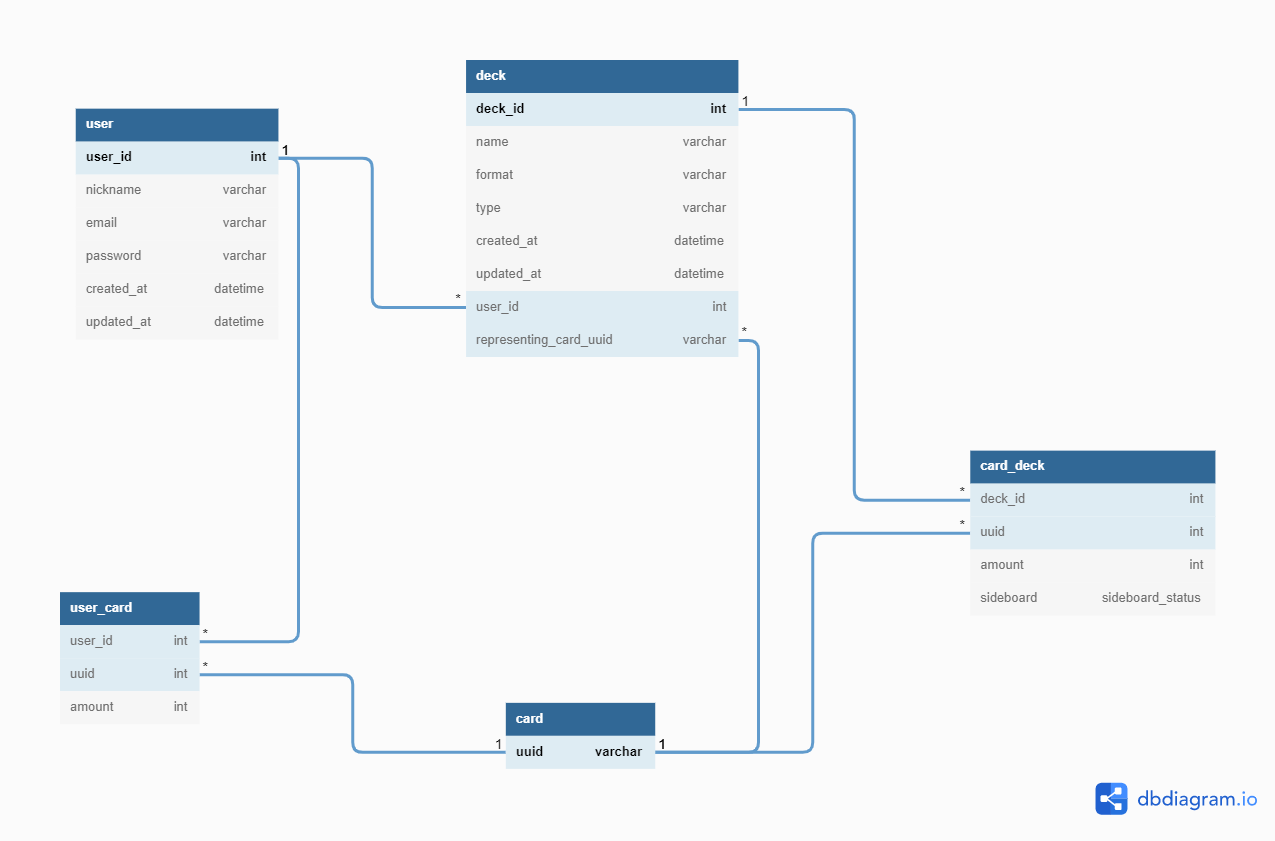 user
user_id int 1
nickname varchar
email varchar
password varchar
created_at datetime
updated_at datetime
deck
deck_id int 1
name varchar
format varchar
type varchar
created_at datetime
updated_at datetime
* user_id int
representing_card_uuid varchar *
card_deck
* deck_id int
* uuid int
amount int
sideboard sideboard_status
user_card
user_id int *
uuid int *
amount int
card
1 uuid varchar 1
dbdiagram.io